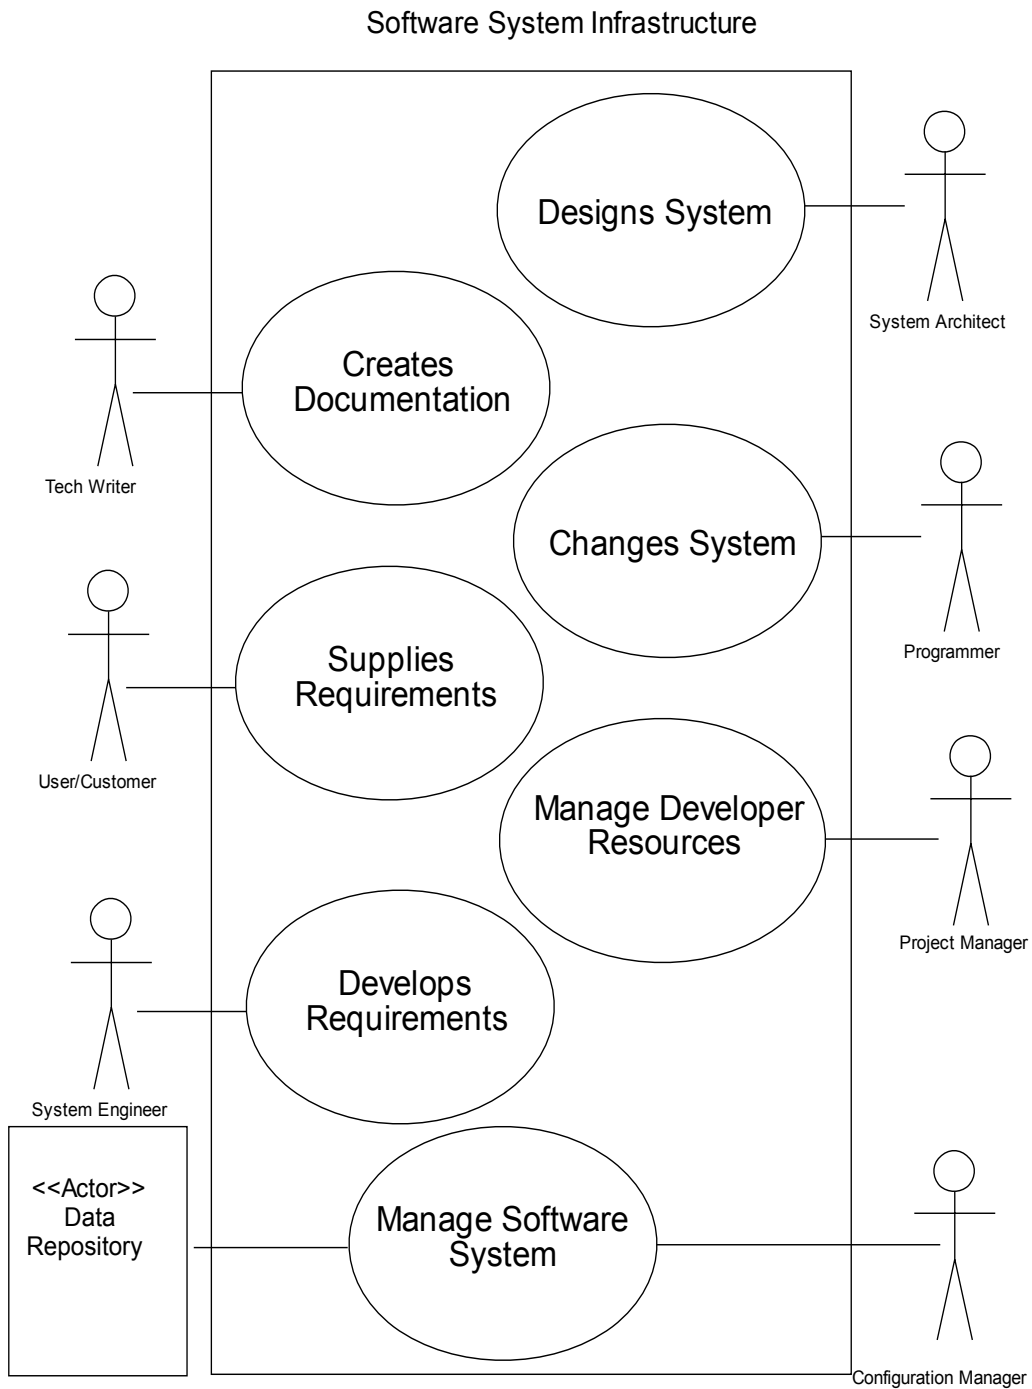 Software System Infrastructure
Designs System
System Architect
Creates
Documentation
Tech Writer
Changes System
Programmer
Supplies
Requirements
User/Customer
Manage Developer
Resources
Project Manager
Develops
Requirements
System Engineer
<<Actor>>
Data
Repository
Manage Software
System
Configuration Manager